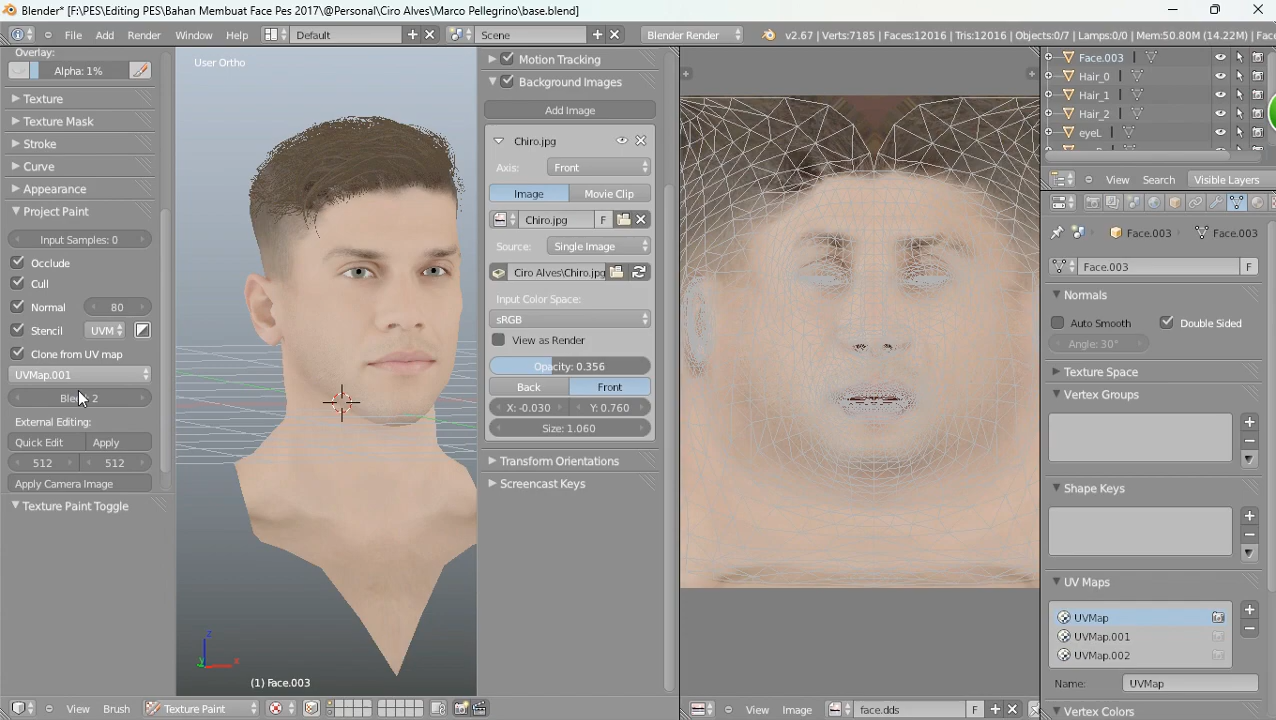 Blender* [F:\PES\Editing PES\Bahan Membuat Face Pes 2017\@Personal\Ciro Alves\Marco Pellegrino\base.blend]
File Add Render Window Help Default Scene Blender Render v2.67 | Verts:7185 | Faces:12016 | Tris:12016 | Objects:0/7 | Lamps:0/0 | Mem:50.80M (14.22M) | Face
Overlay:
Alpha: 1%
Texture
Texture Mask
Stroke
Curve
Appearance
Project Paint
Input Samples: 0
Occlude
Cull
Normal 80
Stencil UVM
Clone from UV map
UVMap.001
External Editing:
Quick Edit Apply
512 512
Apply Camera Image
Texture Paint Toggle
User Ortho
z
x
y
(1) Face.003
View Brush Texture Paint
Motion Tracking
Background Images
Add Image
Chiro.jpg
Axis: Front
Image Movie Clip
Chiro.jpg F
Source: Single Image
Ciro Alves\Chiro.jpg
Input Color Space:
sRGB
View as Render
Opacity: 0.356
Back Front
X: -0.030 Y: 0.760
Size: 1.060
Transform Orientations
Screencast Keys
View Image face.dds F
Face.003
Hair_0
Hair_1
Hair_2
eyeL
View Search Visible Layers
Face.003 Face.003
Face.003 F
Normals
Auto Smooth Double Sided
Angle: 30°
Texture Space
Vertex Groups
Shape Keys
UV Maps
UVMap
UVMap.001
UVMap.002
Name: UVMap
Vertex Colors